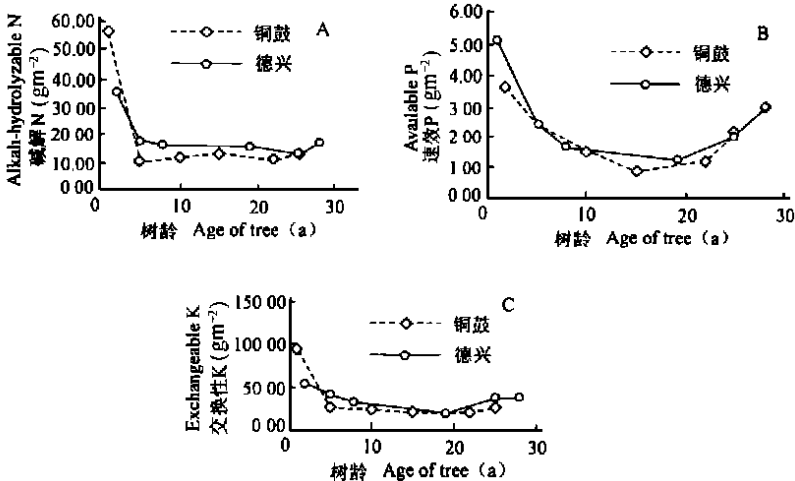 Alkah-hydrolyzable N
碱解N(gm⁻²)
60.00
50.00
40.00
30 00
20 00
10.00
0 00
铜鼓
德兴
A
0
10
20
30
树龄 Age of tree (a)
Available P
速效P(gm⁻²)
6.00
5.00
4.00
3 00
2 00
1 00
0 00
铜鼓
德兴
B
0
10
20
30
树龄 Age of tree (a)
Exchangeable K
交换性K(gm⁻²)
150 00
100 00
50 00
0 00
铜鼓
德兴
C
0
10
20
30
树龄 Age of tree (a)